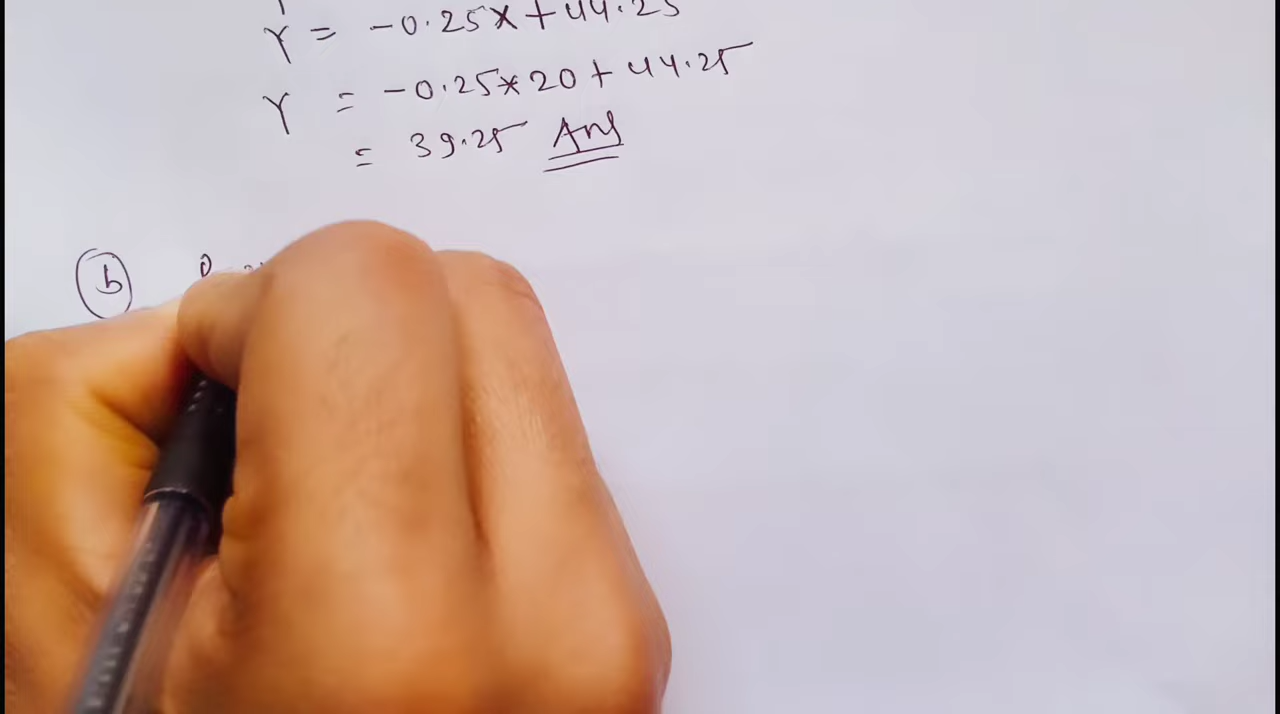 Y = -0.25x+44.25
Y = -0.25*20+44.25
= 39.25 Ans
b